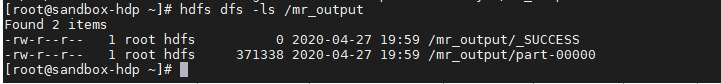 [root@sandbox-hdp ~]# hdfs dfs -ls /mr_output
Found 2 items
-rw-r--r--   1 root hdfs          0 2020-04-27 19:59 /mr_output/_SUCCESS
-rw-r--r--   1 root hdfs     371338 2020-04-27 19:59 /mr_output/part-00000
[root@sandbox-hdp ~]#